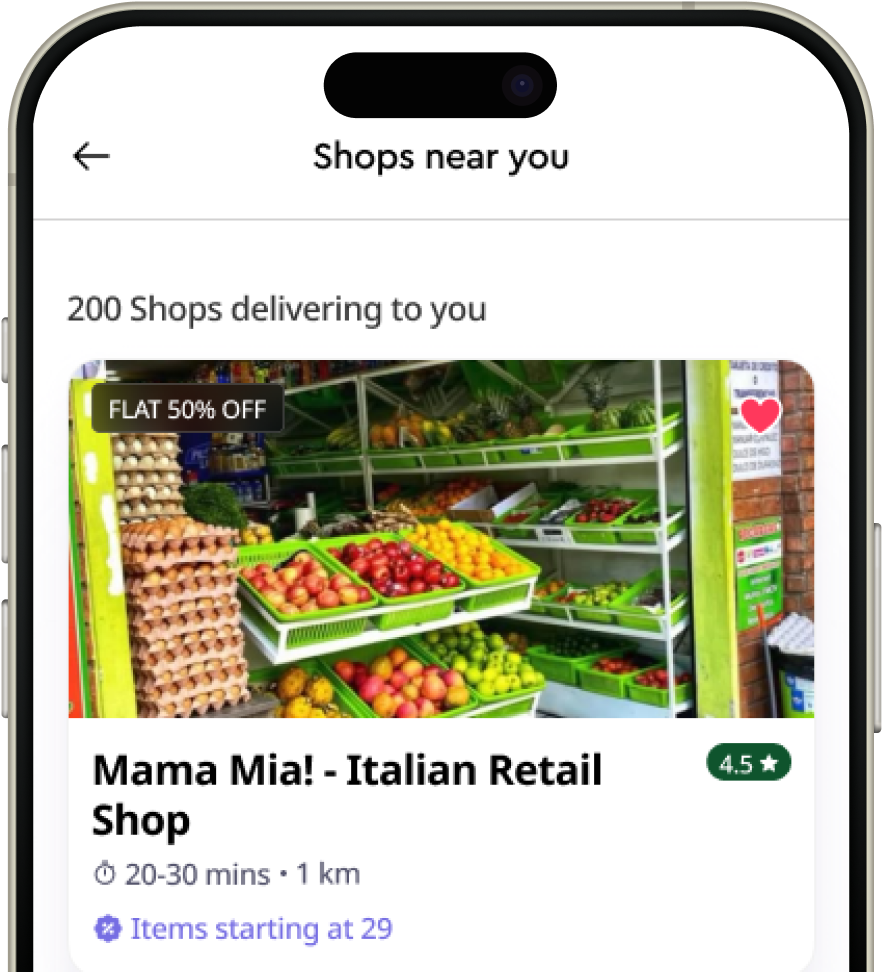 Shops near you
200 Shops delivering to you
FLAT 50% OFF
Mama Mia! - Italian Retail
Shop
4.5
20-30 mins • 1 km
Items starting at 29